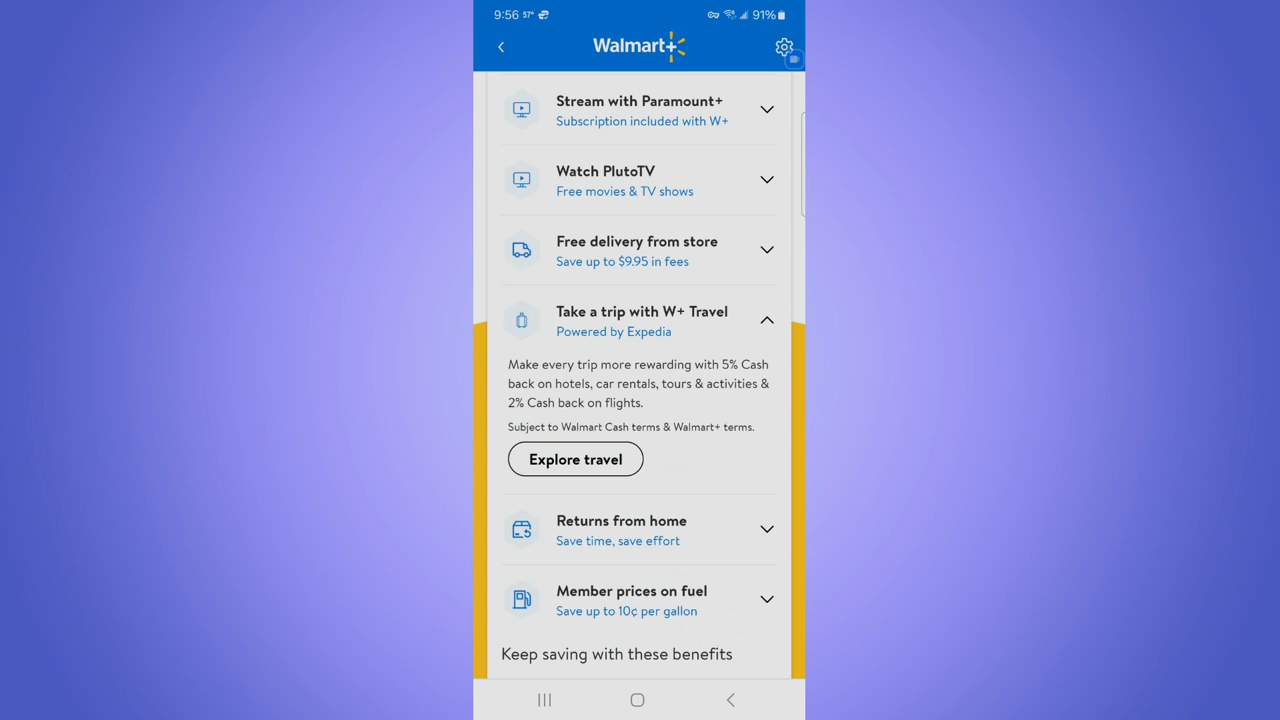 9:56 57° 91%
Walmart+
Stream with Paramount+
Subscription included with W+
Watch PlutoTV
Free movies & TV shows
Free delivery from store
Save up to $9.95 in fees
Take a trip with W+ Travel
Powered by Expedia
Make every trip more rewarding with 5% Cash
back on hotels, car rentals, tours & activities &
2% Cash back on flights.
Subject to Walmart Cash terms & Walmart+ terms.
Explore travel
Returns from home
Save time, save effort
Member prices on fuel
Save up to 10¢ per gallon
Keep saving with these benefits